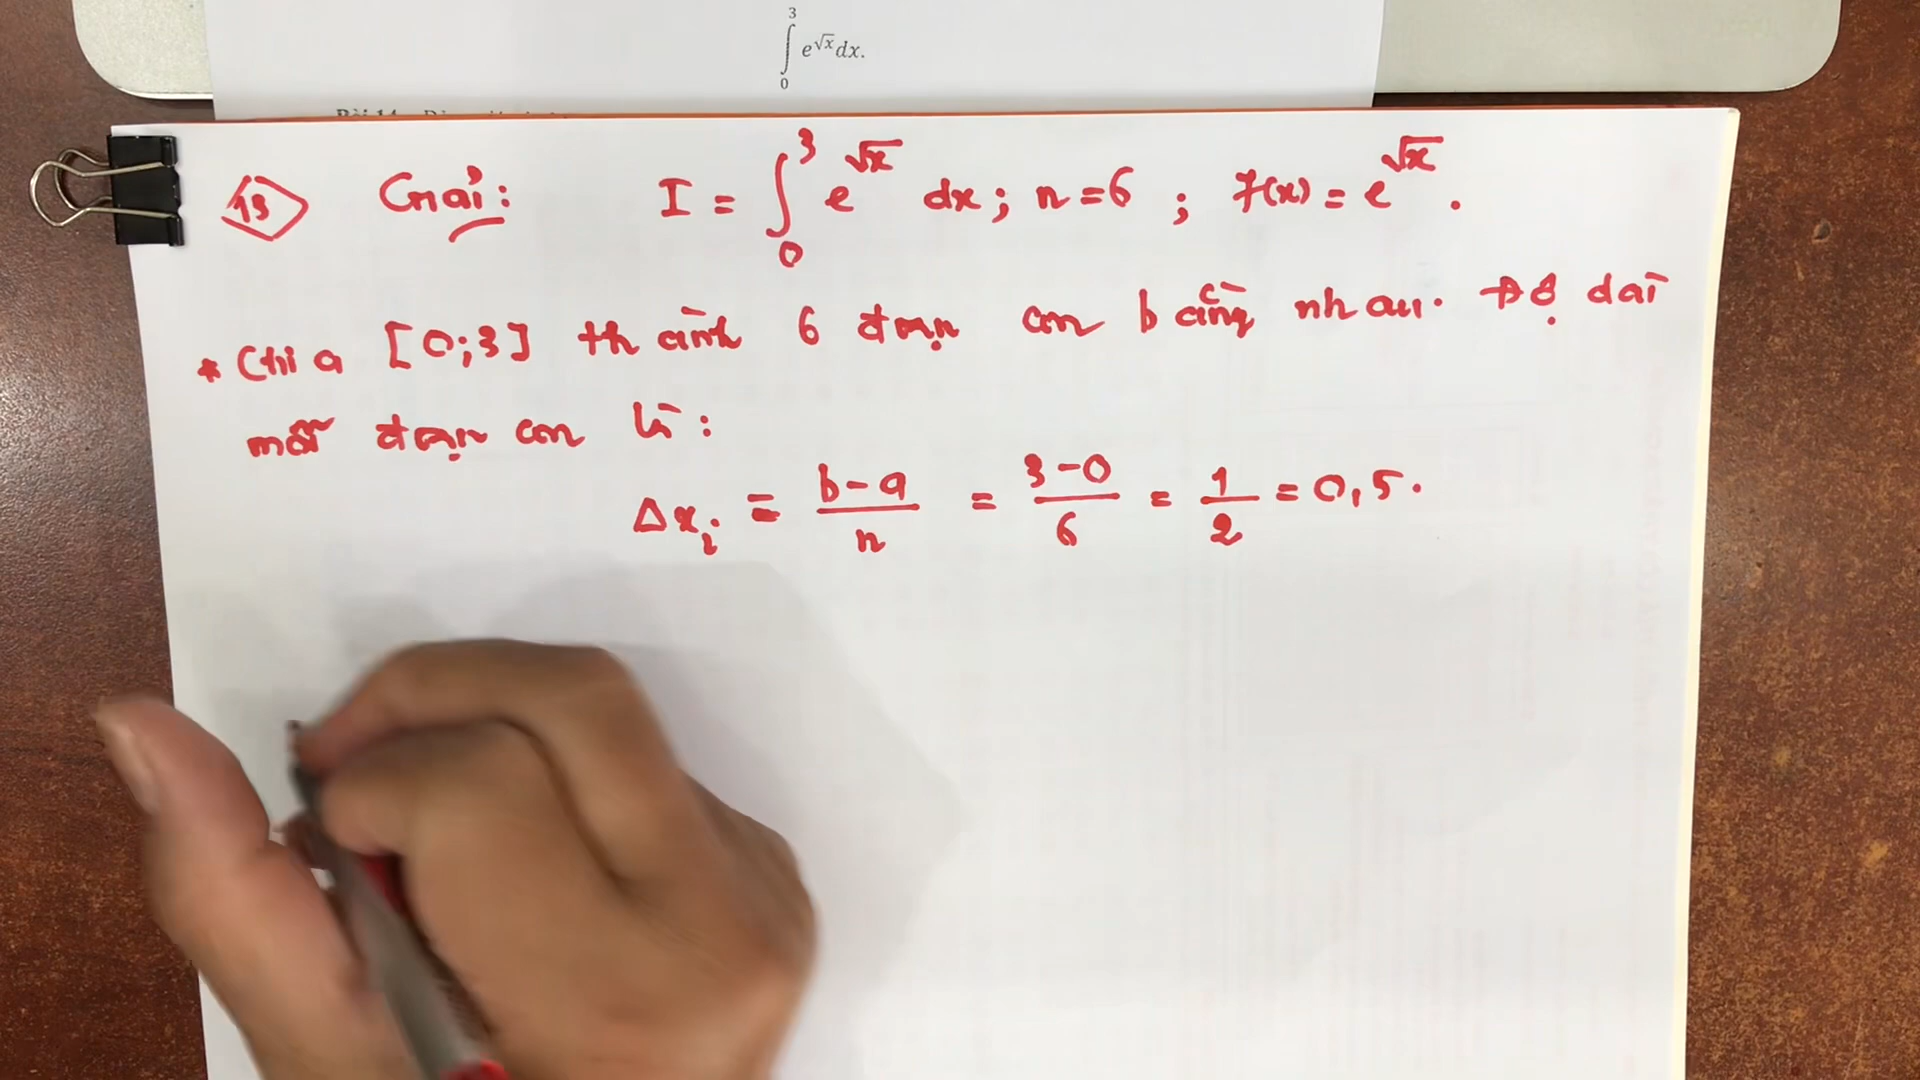 ∫₀³ e^√x dx.
13 Giải: I = ∫₀³ e^√x dx; n=6; f(x) = e^√x.
* Chia [0;3] thành 6 đoạn con bằng nhau. Độ dài
mỗi đoạn con là:
Δxᵢ = (b-a)/n = (3-0)/6 = 1/2 = 0,5.